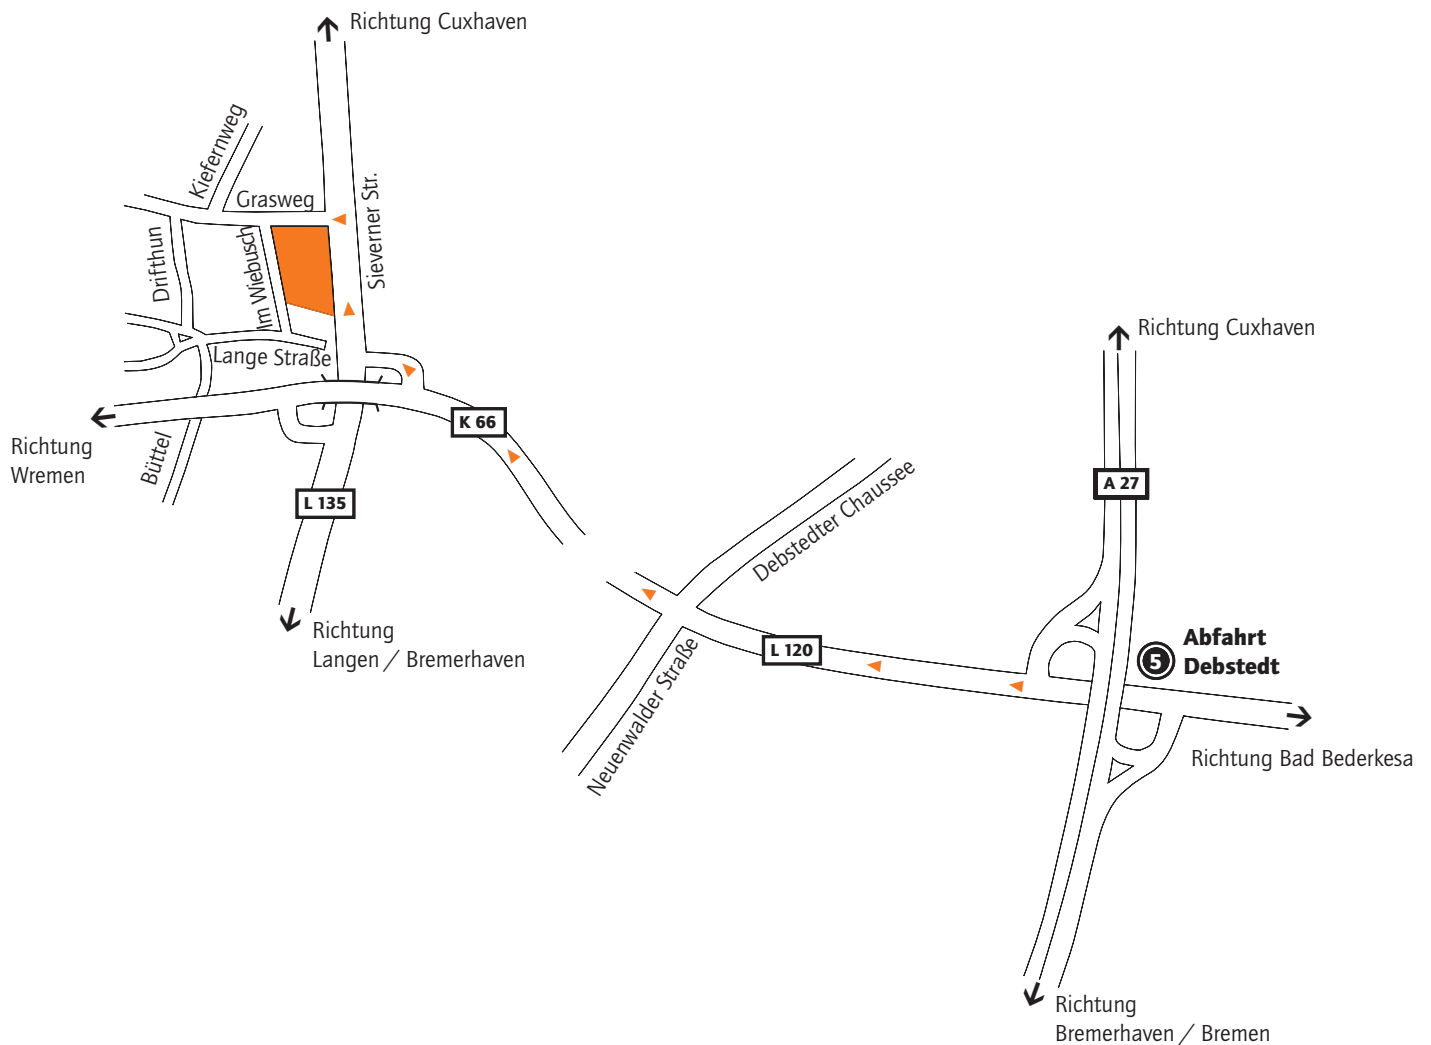 Richtung Cuxhaven
Kiefernweg
Grasweg
Sieverner Str.
Drifthun
Im Wiebusch
Lange Straße
Richtung
Wremen
Büttel
K 66
L 135
Richtung
Langen / Bremerhaven
Debstedter Chaussee
Neuenwalder Straße
L 120
Richtung Cuxhaven
A 27
5
Abfahrt
Debstedt
Richtung Bad Bederkesa
Richtung
Bremerhaven / Bremen